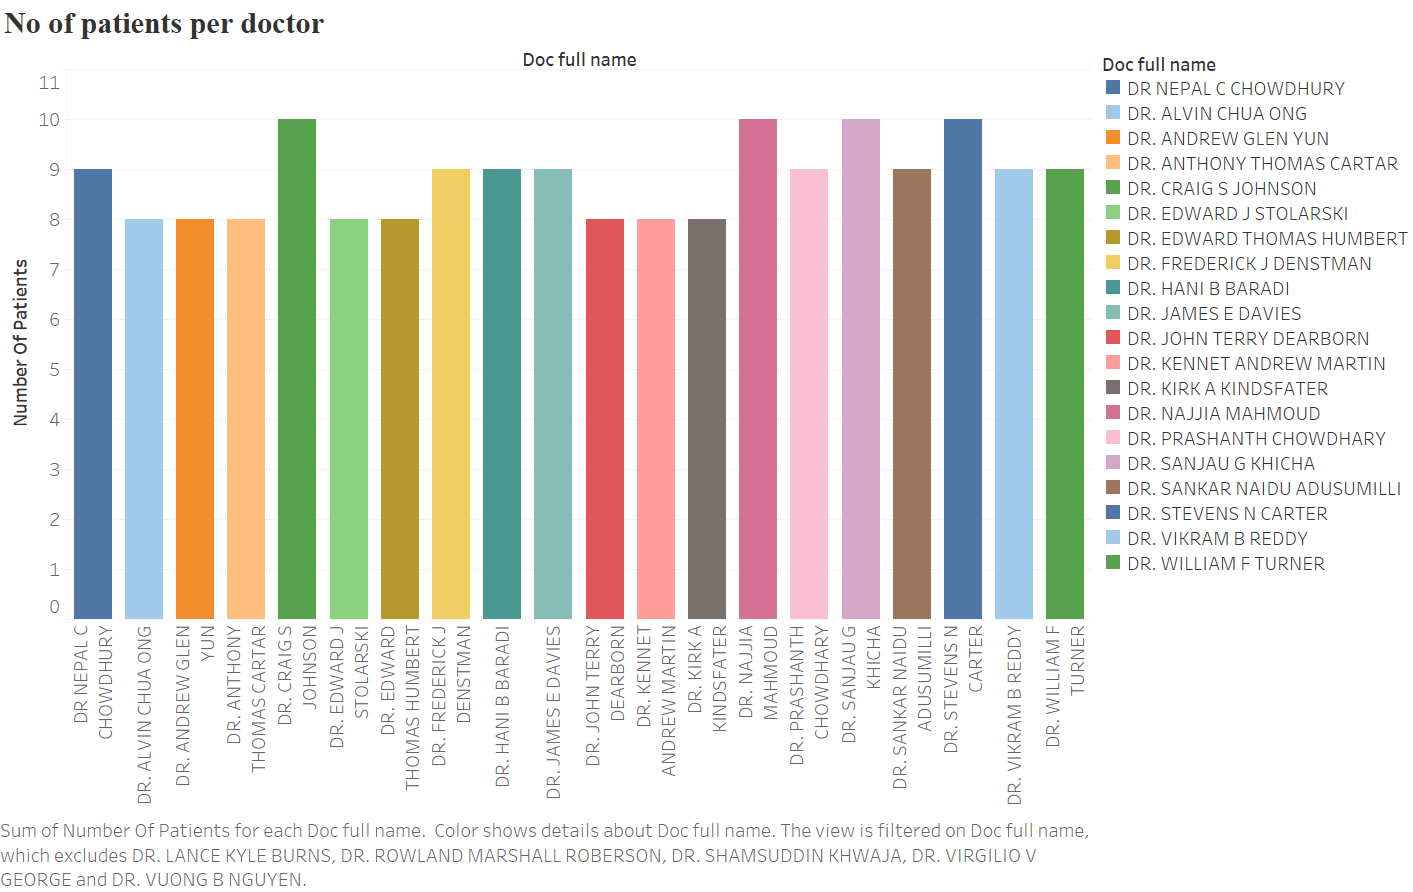 No of patients per doctor
Doc full name
11
10
9
8
7
6
5
4
3
2
1
0
Number Of Patients
DR NEPAL C
CHOWDHURY
DR. ALVIN CHUA ONG
DR. ANDREW GLEN
YUN
DR. ANTHONY
THOMAS CARTAR
DR. CRAIG S
JOHNSON
DR. EDWARD J
STOLARSKI
DR. EDWARD
THOMAS HUMBERT
DR. FREDERICK J
DENSTMAN
DR. HANI B BARADI
DR. JAMES E DAVIES
DR. JOHN TERRY
DEARBORN
DR. KENNET
ANDREW MARTIN
DR. KIRK A
KINDSFATER
DR. NAJJIA
MAHMOUD
DR. PRASHANTH
CHOWDHARY
DR. SANJAU G
KHICHA
DR. SANKAR NAIDU
ADUSUMILLI
DR. STEVENS N
CARTER
DR. VIKRAM B REDDY
DR. WILLIAM F
TURNER
Doc full name
DR NEPAL C CHOWDHURY
DR. ALVIN CHUA ONG
DR. ANDREW GLEN YUN
DR. ANTHONY THOMAS CARTAR
DR. CRAIG S JOHNSON
DR. EDWARD J STOLARSKI
DR. EDWARD THOMAS HUMBERT
DR. FREDERICK J DENSTMAN
DR. HANI B BARADI
DR. JAMES E DAVIES
DR. JOHN TERRY DEARBORN
DR. KENNET ANDREW MARTIN
DR. KIRK A KINDSFATER
DR. NAJJIA MAHMOUD
DR. PRASHANTH CHOWDHARY
DR. SANJAU G KHICHA
DR. SANKAR NAIDU ADUSUMILLI
DR. STEVENS N CARTER
DR. VIKRAM B REDDY
DR. WILLIAM F TURNER
Sum of Number Of Patients for each Doc full name.  Color shows details about Doc full name. The view is filtered on Doc full name,
which excludes DR. LANCE KYLE BURNS, DR. ROWLAND MARSHALL ROBERSON, DR. SHAMSUDDIN KHWAJA, DR. VIRGILIO V
GEORGE and DR. VUONG B NGUYEN.